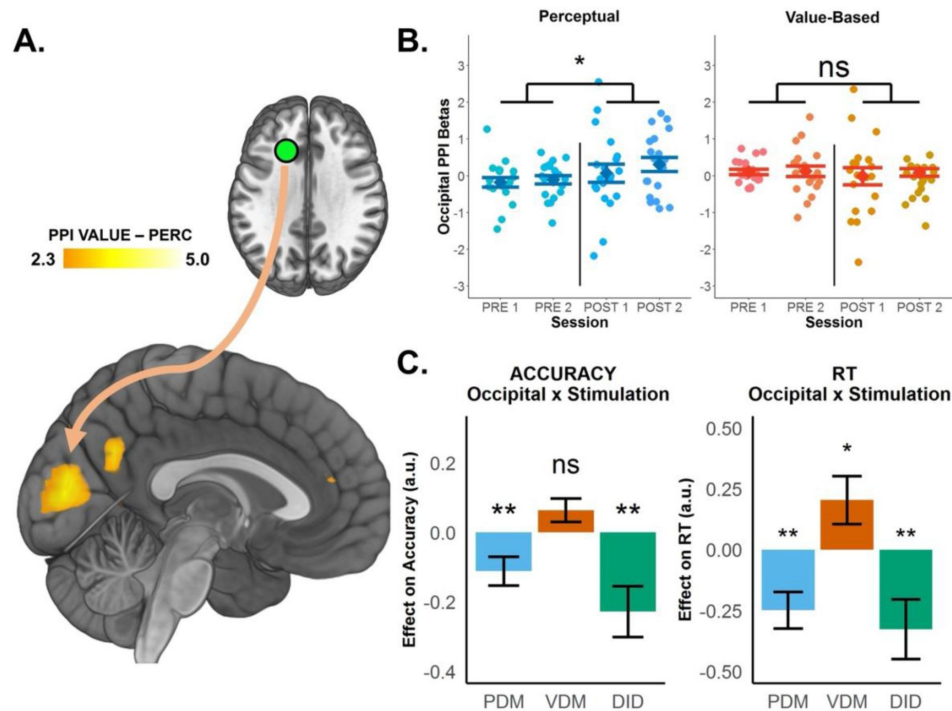 A.
PPI VALUE – PERC
2.3
5.0
B.
Perceptual
Value-Based
Occipital PPI Betas
3
2
1
0
-1
-2
-3
*
PRE 1
PRE 2
POST 1
POST 2
Session
3
2
1
0
-1
-2
-3
ns
PRE 1
PRE 2
POST 1
POST 2
Session
C.
ACCURACY
Occipital x Stimulation
Effect on Accuracy (a.u.)
0.2
0.0
-0.2
-0.4
**
ns
**
PDM
VDM
DID
RT
Occipital x Stimulation
Effect on RT (a.u.)
0.50
0.25
0.00
-0.25
-0.50
**
*
**
PDM
VDM
DID